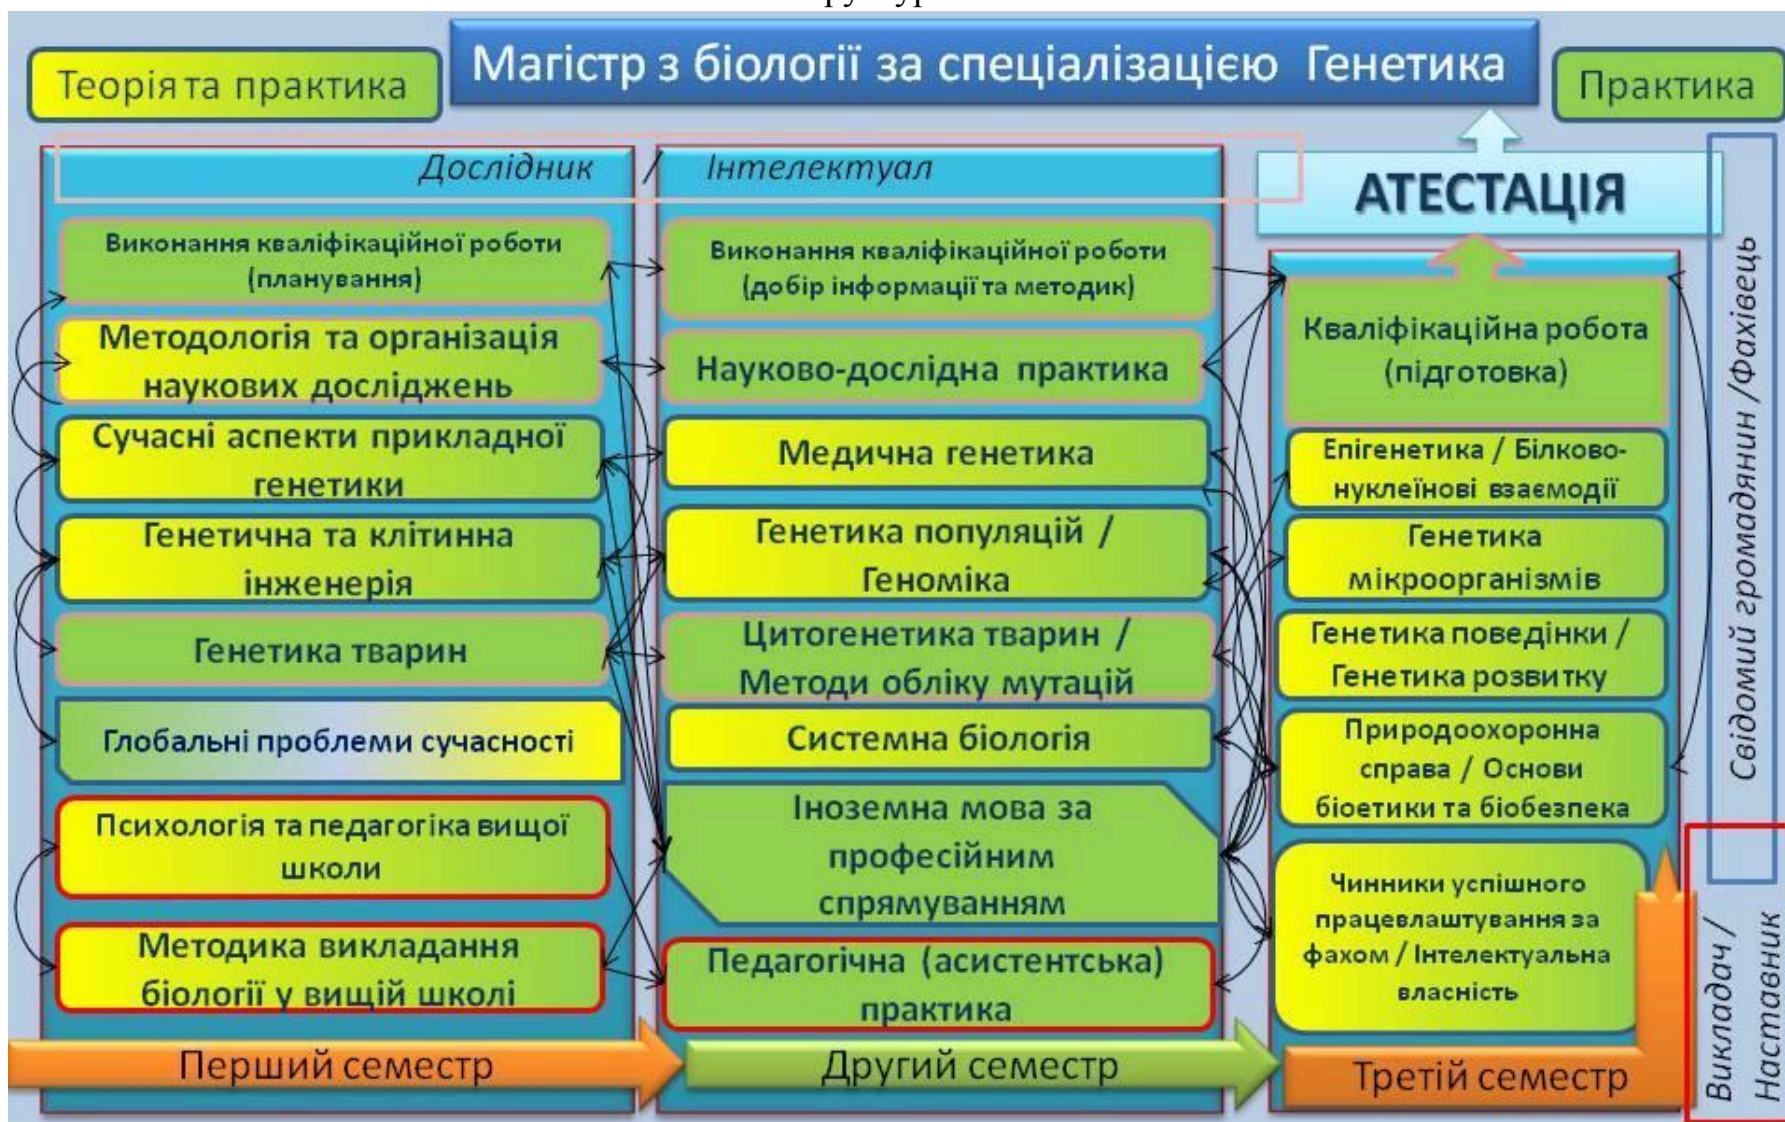 Магістр з біології за спеціалізацією Генетика
Теорія та практика
Практика
Дослідник / Інтелектуал
АТЕСТАЦІЯ
Виконання кваліфікаційної роботи
(планування)
Методологія та організація
наукових досліджень
Сучасні аспекти прикладної
генетики
Генетична та клітинна
інженерія
Генетика тварин
Глобальні проблеми сучасності
Психологія та педагогіка вищої
школи
Методика викладання
біології у вищій школі
Перший семестр
Виконання кваліфікаційної роботи
(добір інформації та методик)
Науково-дослідна практика
Медична генетика
Генетика популяцій /
Геноміка
Цитогенетика тварин /
Методи обліку мутацій
Системна біологія
Іноземна мова за
професійним
спрямуванням
Педагогічна (асистентська)
практика
Другий семестр
Кваліфікаційна робота
(підготовка)
Епігенетика / Білково-
нуклеїнові взаємодії
Генетика
мікроорганізмів
Генетика поведінки /
Генетика розвитку
Природоохоронна
справа / Основи
біоетики та біобезпека
Чинники успішного
працевлаштування за
фахом / Інтелектуальна
власність
Третій семестр
Свідомий громадянин /Фахівець
Викладач /
Наставник